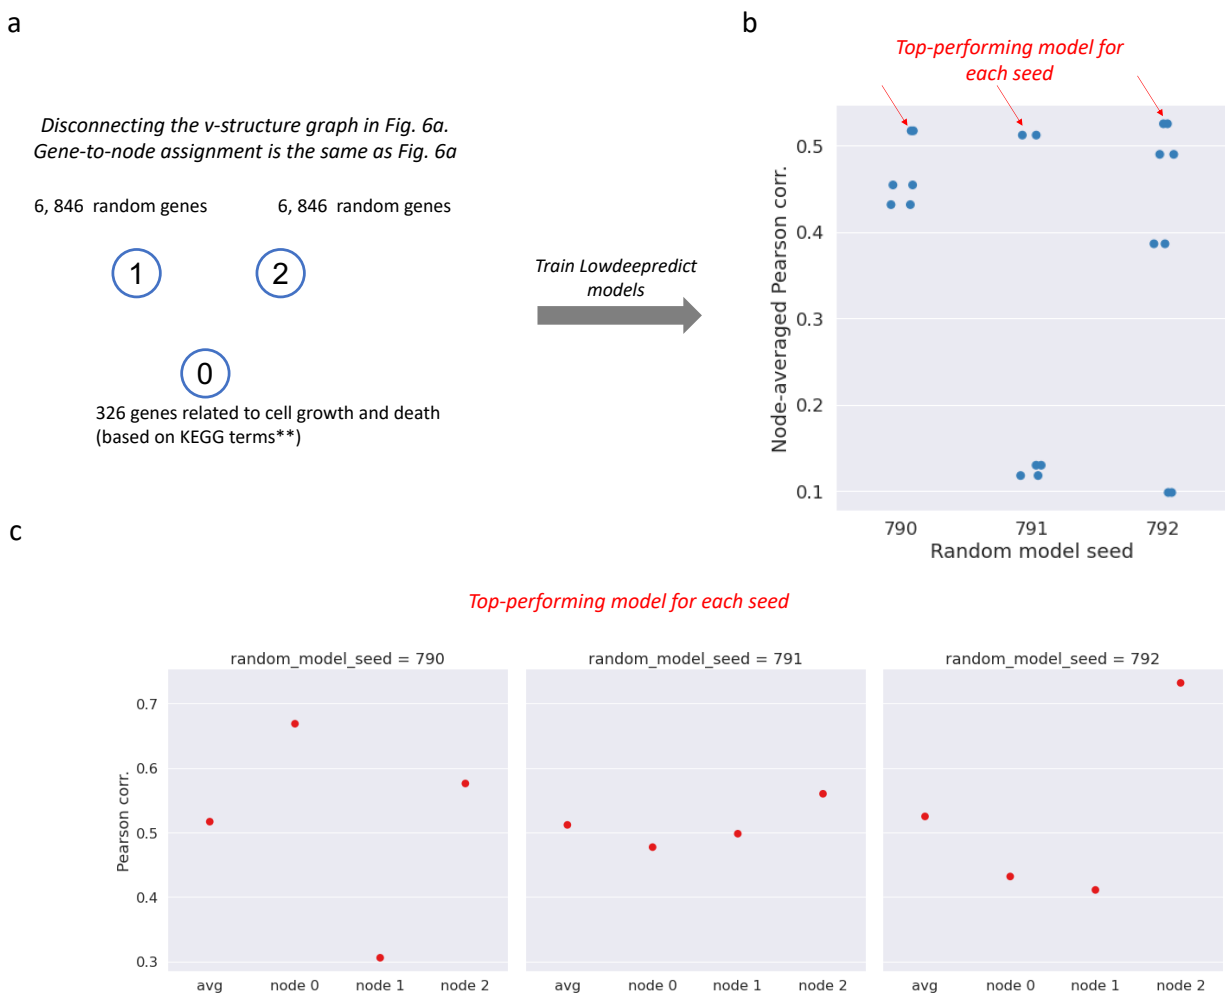 a
Disconnecting the v-structure graph in Fig. 6a.
Gene-to-node assignment is the same as Fig. 6a
6, 846 random genes
6, 846 random genes
1
2
0
326 genes related to cell growth and death
(based on KEGG terms**)
Train Lowdeepredict
models
b
Top-performing model for
each seed
Node-averaged Pearson corr.
0.5
0.4
0.3
0.2
0.1
790
791
792
Random model seed
c
Top-performing model for each seed
random_model_seed = 790
random_model_seed = 791
random_model_seed = 792
Pearson corr.
0.7
0.6
0.5
0.4
0.3
avg node 0 node 1 node 2
avg node 0 node 1 node 2
avg node 0 node 1 node 2